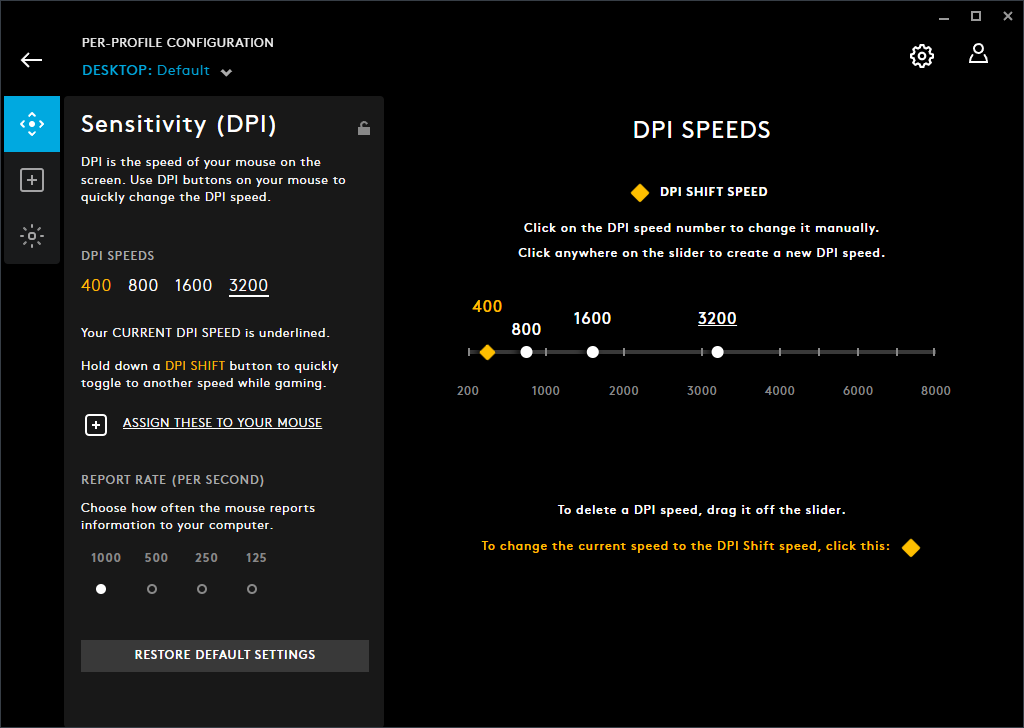 PER-PROFILE CONFIGURATION
DESKTOP: Default
Sensitivity (DPI)
DPI is the speed of your mouse on the
screen. Use DPI buttons on your mouse to
quickly change the DPI speed.
DPI SPEEDS
400 800 1600 3200
Your CURRENT DPI SPEED is underlined.
Hold down a DPI SHIFT button to quickly
toggle to another speed while gaming.
ASSIGN THESE TO YOUR MOUSE
REPORT RATE (PER SECOND)
Choose how often the mouse reports
information to your computer.
1000 500 250 125
RESTORE DEFAULT SETTINGS
DPI SPEEDS
DPI SHIFT SPEED
Click on the DPI speed number to change it manually.
Click anywhere on the slider to create a new DPI speed.
400
800
1600
3200
200 1000 2000 3000 4000 6000 8000
To delete a DPI speed, drag it off the slider.
To change the current speed to the DPI Shift speed, click this: